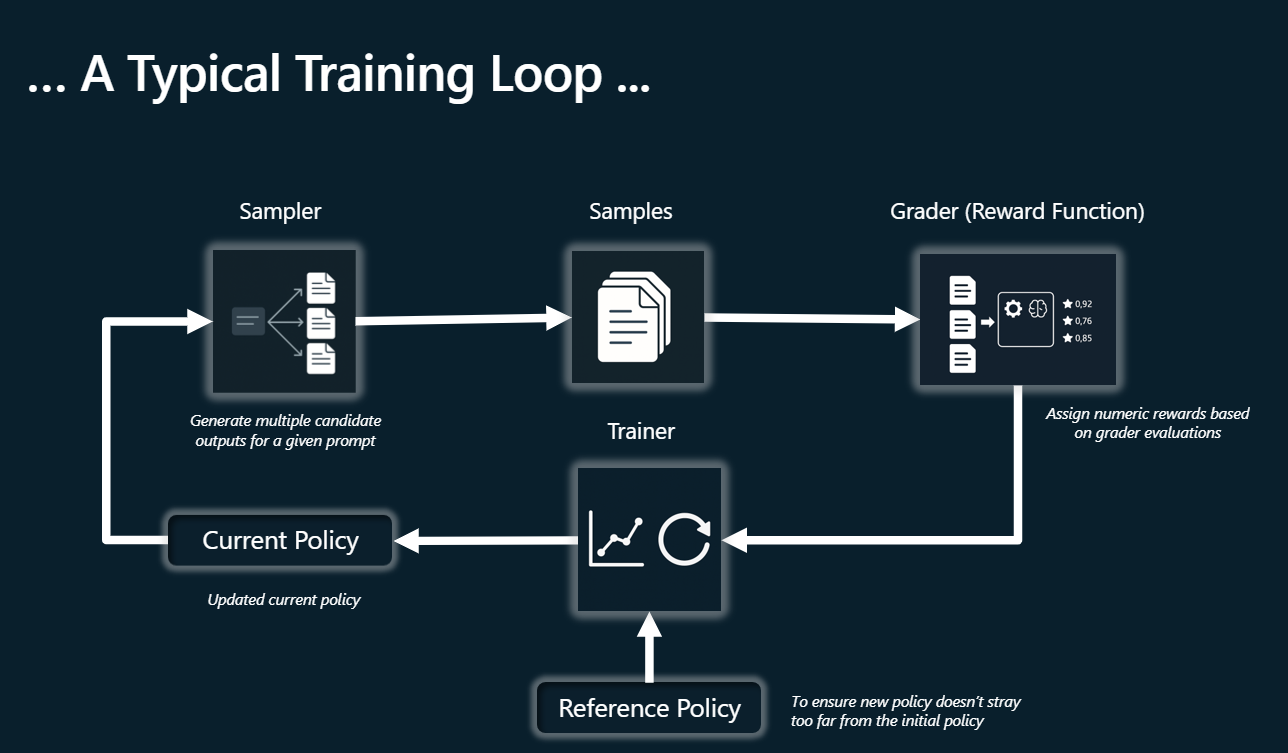 ... A Typical Training Loop ...
Sampler
Samples
Grader (Reward Function)
0,92
0,76
0,85
Generate multiple candidate
outputs for a given prompt
Assign numeric rewards based
on grader evaluations
Trainer
Current Policy
Updated current policy
Reference Policy
To ensure new policy doesn’t stray
too far from the initial policy